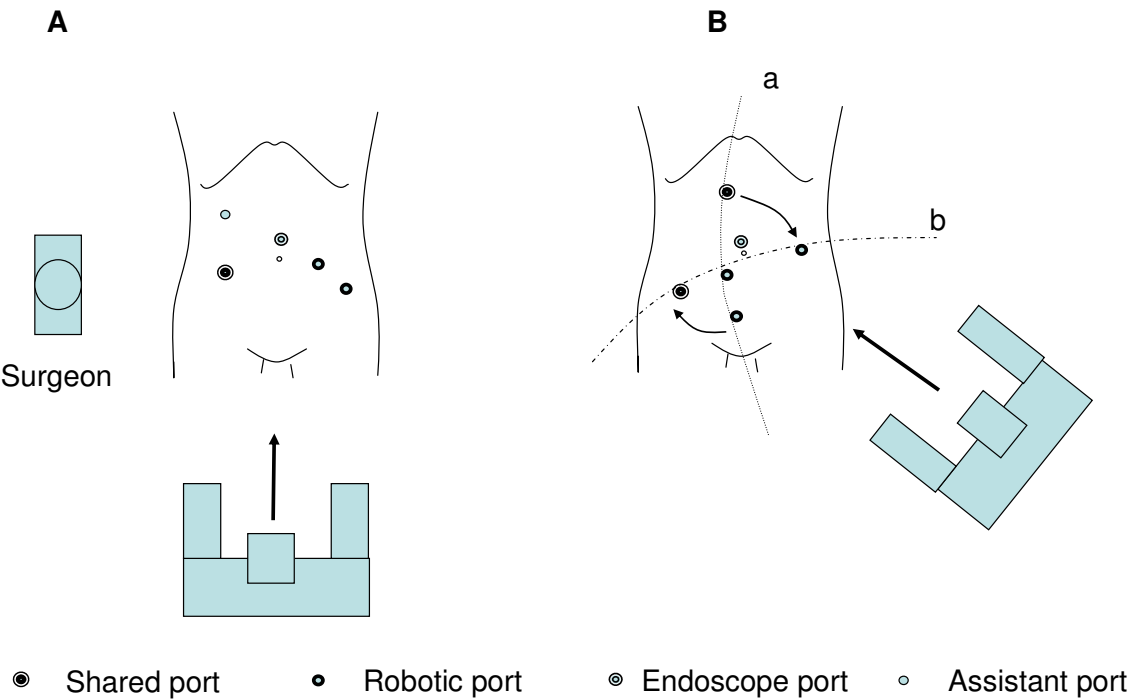 A
B
a
b
Surgeon
Shared port
Robotic port
Endoscope port
Assistant port